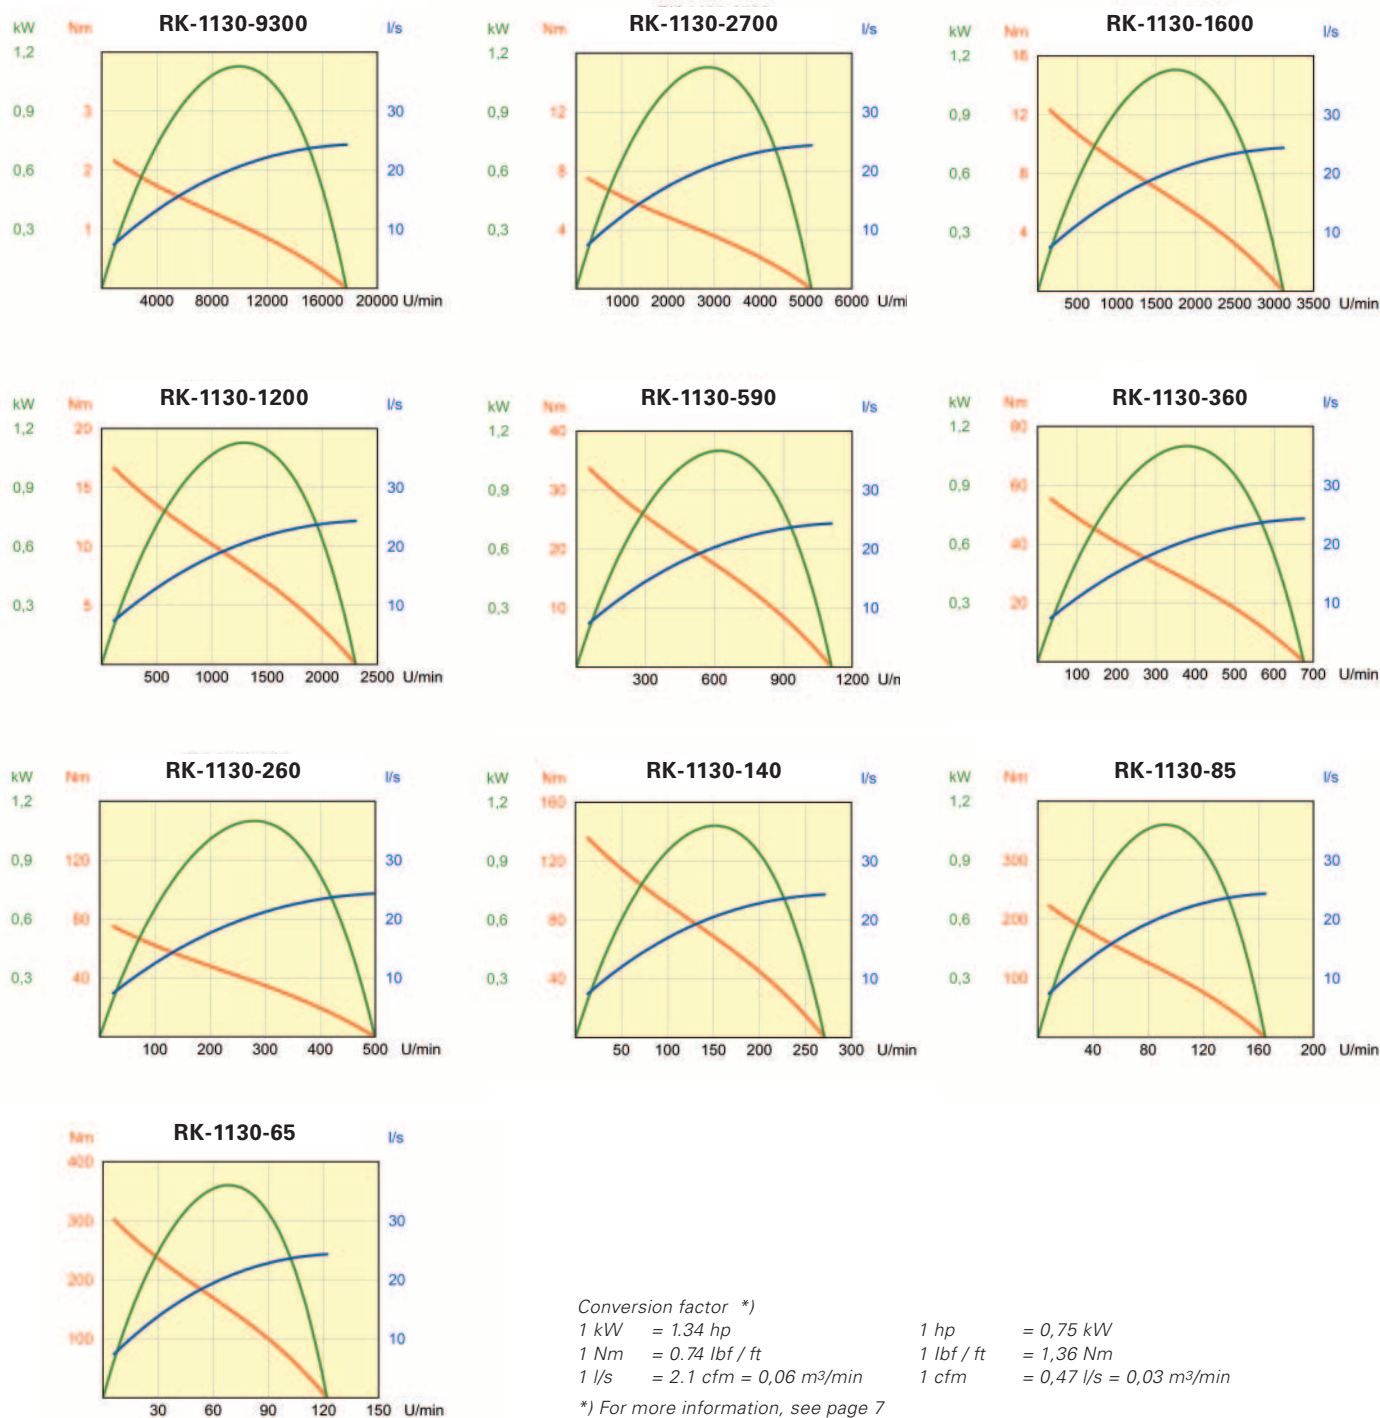 RK-1130-9300
kW Nm l/s
1,2
0,9 3 30
0,6 2 20
0,3 1 10
4000 8000 12000 16000 20000 U/min
RK-1130-2700
kW Nm l/s
1,2
0,9 12 30
0,6 8 20
0,3 4 10
1000 2000 3000 4000 5000 6000 U/mi
RK-1130-1600
kW Nm l/s
1,2 16
0,9 12 30
0,6 8 20
0,3 4 10
500 1000 1500 2000 2500 3000 3500 U/min
RK-1130-1200
kW Nm l/s
1,2 20
0,9 15 30
0,6 10 20
0,3 5 10
500 1000 1500 2000 2500 U/min
RK-1130-590
kW Nm l/s
1,2 40
0,9 30 30
0,6 20 20
0,3 10 10
300 600 900 1200 U/m
RK-1130-360
kW Nm l/s
1,2 80
0,9 60 30
0,6 40 20
0,3 20 10
100 200 300 400 500 600 700 U/min
RK-1130-260
kW Nm l/s
1,2
0,9 120 30
0,6 80 20
0,3 40 10
100 200 300 400 500 U/min
RK-1130-140
kW Nm l/s
1,2 160
0,9 120 30
0,6 80 20
0,3 40 10
50 100 150 200 250 300 U/min
RK-1130-85
kW Nm l/s
1,2
0,9 300 30
0,6 200 20
0,3 100 10
40 80 120 160 200 U/min
RK-1130-65
Nm l/s
400
300 30
200 20
100 10
30 60 90 120 150 U/min
Conversion factor *)
1 kW = 1.34 hp 1 hp = 0,75 kW
1 Nm = 0.74 lbf / ft 1 lbf / ft = 1,36 Nm
1 l/s = 2.1 cfm = 0,06 m³/min 1 cfm = 0,47 l/s = 0,03 m³/min
*) For more information, see page 7